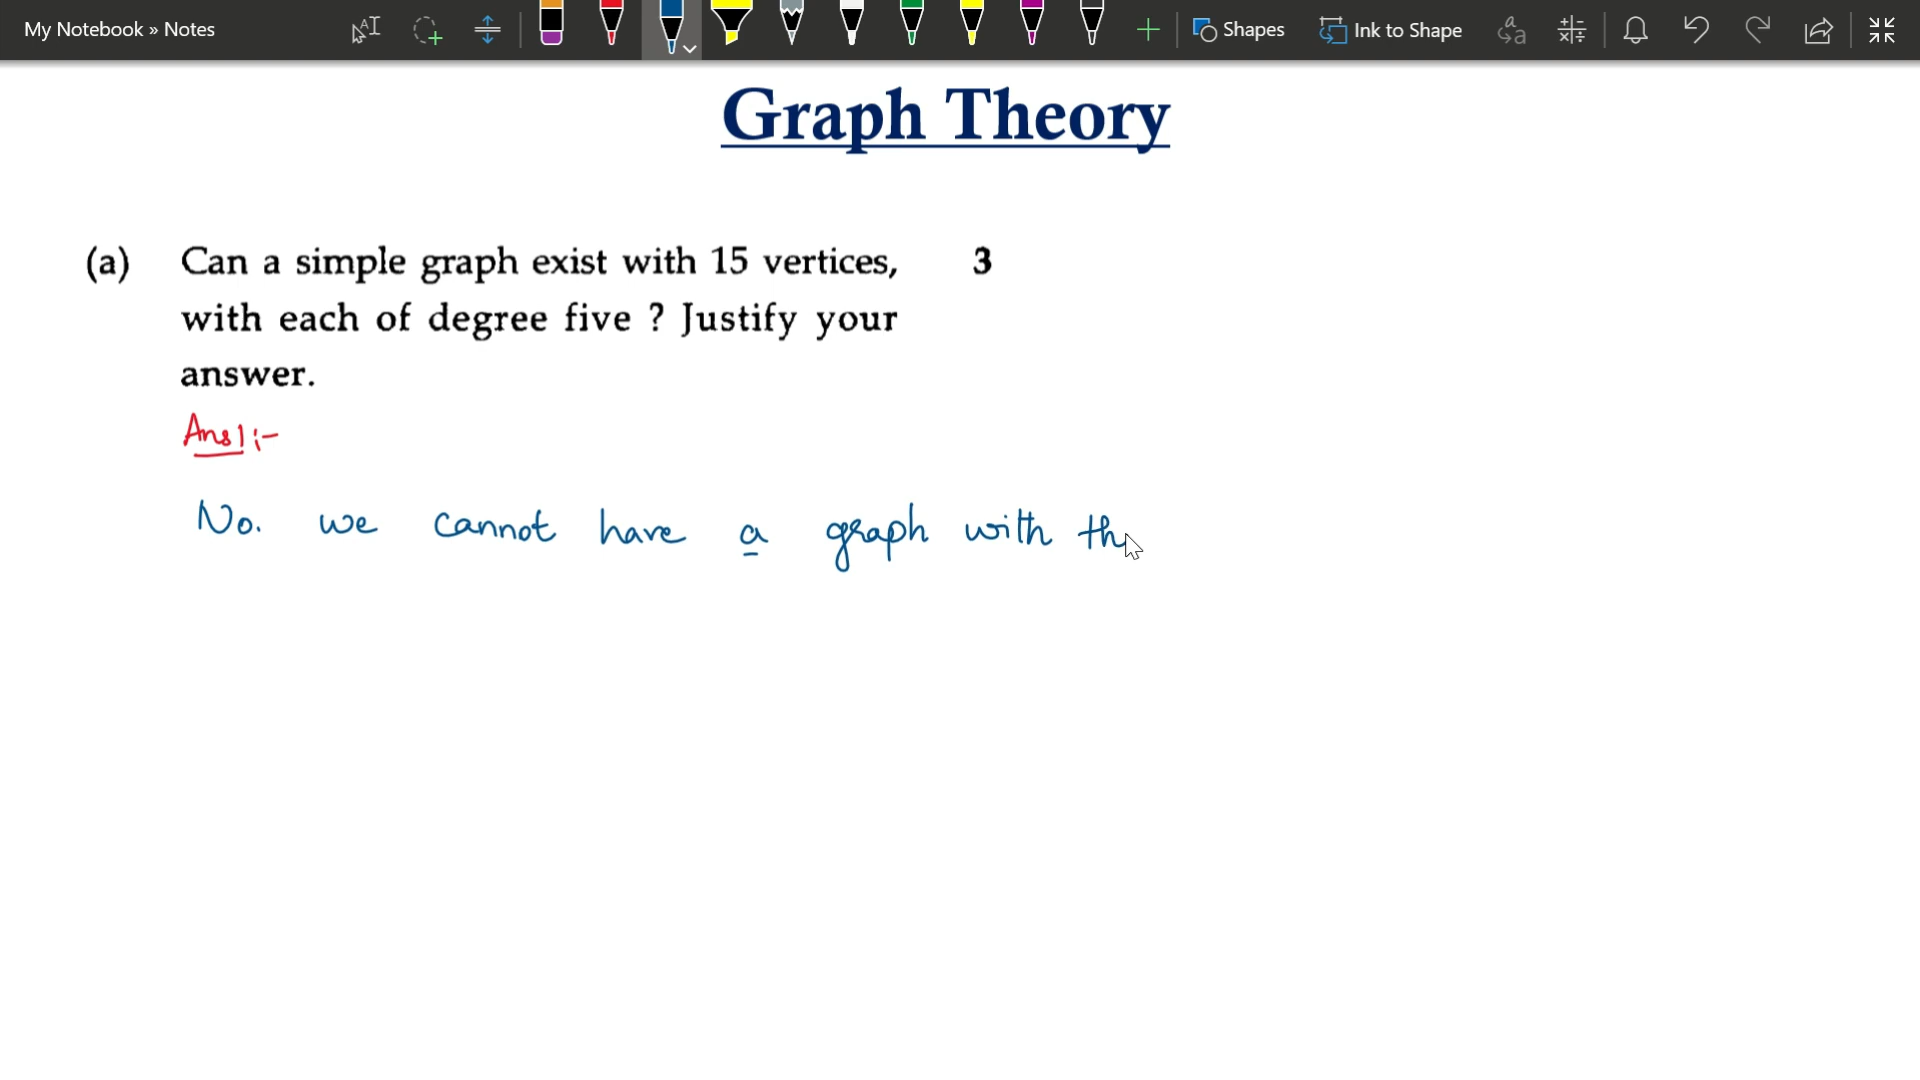 My Notebook » Notes
Shapes
Ink to Shape
Graph Theory
(a) Can a simple graph exist with 15 vertices, 3
with each of degree five ? Justify your
answer.
Ans1:-
No. we cannot have a graph with th